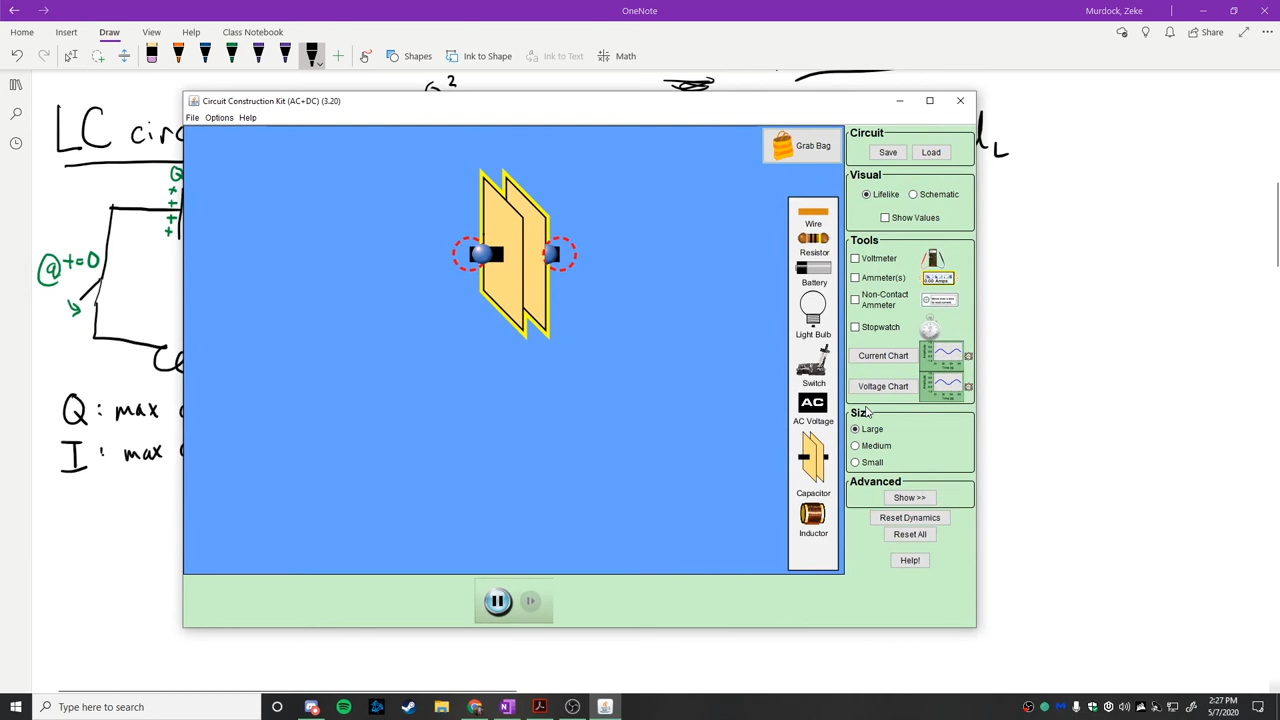 OneNote
Murdock, Zeke
Home Insert Draw View Help Class Notebook
Share
Shapes Ink to Shape Ink to Text Math
LC
Q
+
+
+
+
@ t=0
Q: max
I: max
2
L
Circuit Construction Kit (AC+DC) (3.20)
File Options Help
Grab Bag
Wire
Resistor
Battery
Light Bulb
Switch
AC
AC Voltage
Capacitor
Inductor
Circuit
Save Load
Visual
Lifelike Schematic
Show Values
Tools
Voltmeter
Ammeter(s)
Non-Contact
Ammeter
Stopwatch
Current Chart
Voltage Chart
Size
Large
Medium
Small
Advanced
Show >>
Reset Dynamics
Reset All
Help!
Type here to search
2:27 PM
5/7/2020